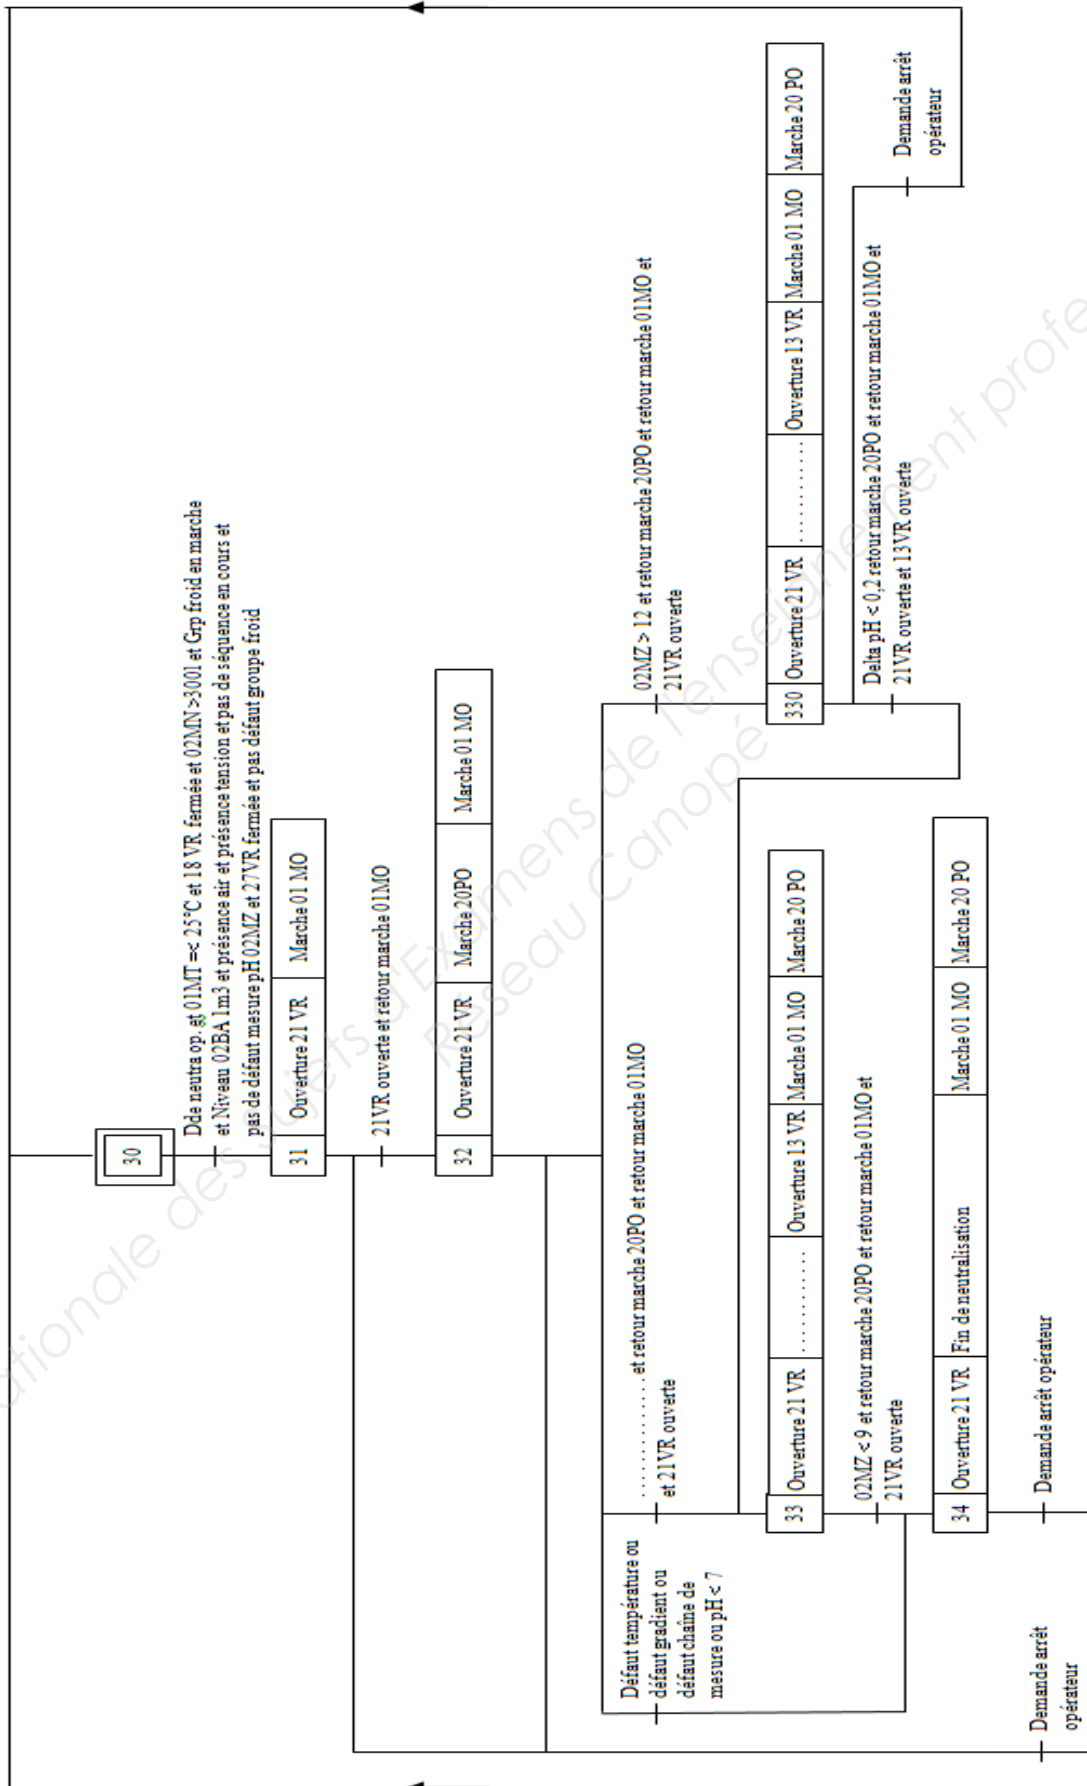 30
Dde neutra op. et 01MT =< 25°C et 18 VR fermée et 02MN >300l et Grp froid en marche
et Niveau 02BA 1m3 et présence air et présence tension et pas de séquence en cours et
pas de défaut mesure pH 02MZ et 27VR fermée et pas défaut groupe froid
31
Ouverture 21 VR
Marche 01 MO
21VR ouverte et retour marche 01MO
32
Ouverture 21 VR
Marche 20PO
Marche 01 MO
Défaut température ou
défaut gradient ou
défaut chaîne de
mesure ou pH < 7
............et retour marche 20PO et retour marche 01MO
et 21VR ouverte
02MZ > 12 et retour marche 20PO et retour marche 01MO et
21VR ouverte
33
Ouverture 21 VR
..........
Ouverture 13 VR
Marche 01 MO
Marche 20 PO
330
Ouverture 21 VR
..........
Ouverture 13 VR
Marche 01 MO
Marche 20 PO
02MZ < 9 et retour marche 20PO et retour marche 01MO et
21VR ouverte
Delta pH < 0,2 retour marche 20PO et retour marche 01MO et
21VR ouverte et 13VR ouverte
Demande arrêt
opérateur
34
Ouverture 21 VR
Fin de neutralisation
Marche 01 MO
Marche 20 PO
Demande arrêt
opérateur
Demande arrêt opérateur
ationale des sujets d'Examens de l'enseignement profe
Réseau Canopé